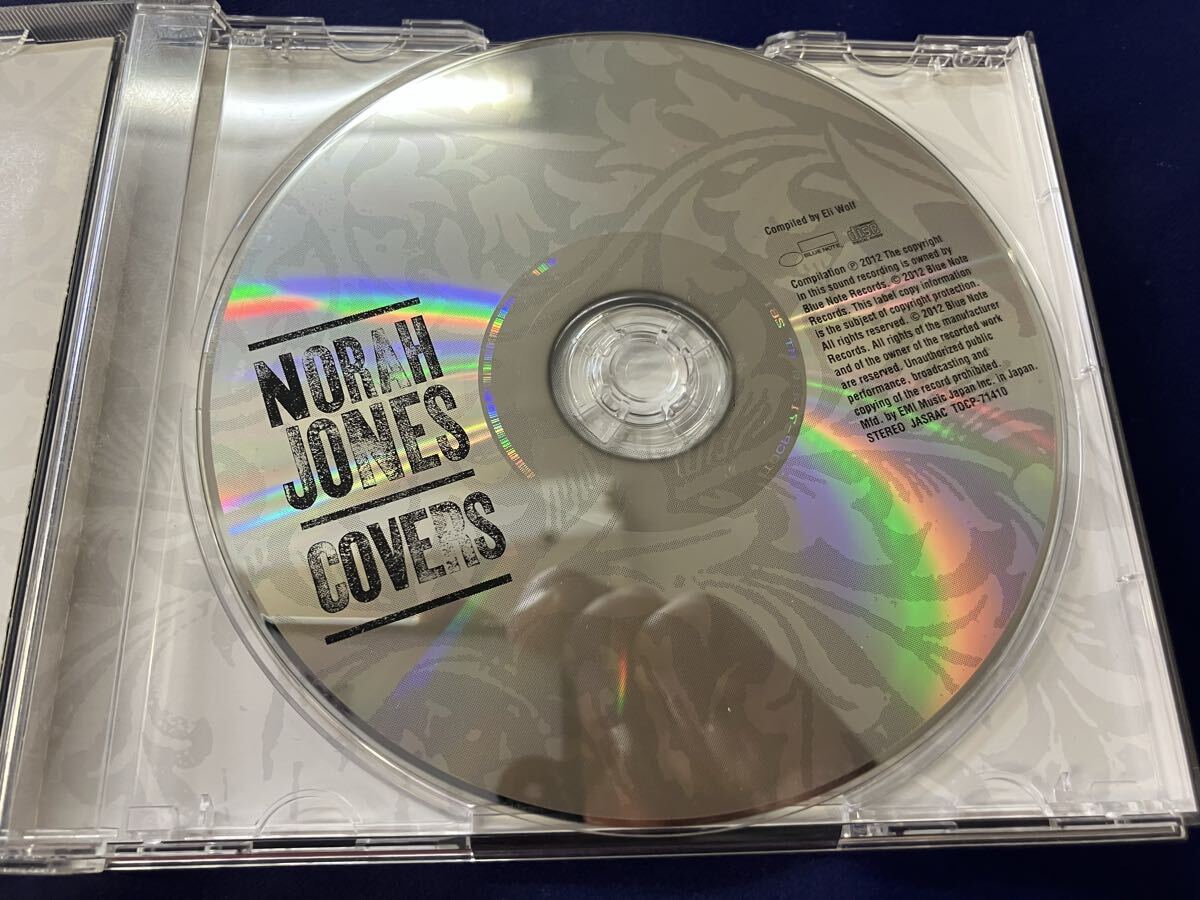 NORAH
JONES
COVERS
Compiled by Eli Wolf
BLUE NOTE
disc
Compilation ℗ 2012 The copyright
in this sound recording is owned by
Blue Note Records. © 2012 Blue Note
Records. This label copy information
is the subject of copyright protection.
All rights reserved. © 2012 Blue Note
Records. All rights of the manufacturer
and of the owner of the recorded work
are reserved. Unauthorized public
performance, broadcasting and
copying of the record prohibited.
Mfd. by EMI Music Japan Inc. in Japan.
STEREO JASRAC TOCP-71410